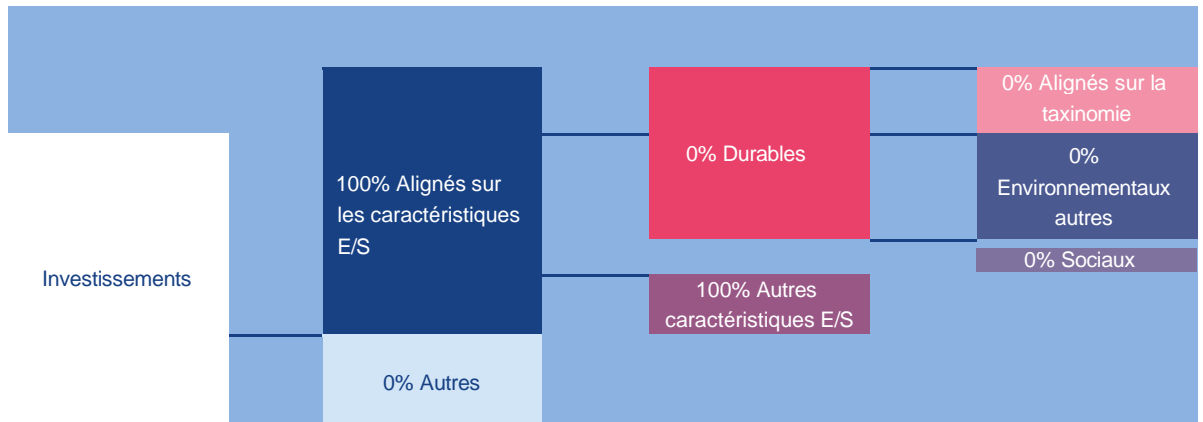 Investissements
100% Alignés sur
les caractéristiques
E/S
0% Autres
0% Durables
100% Autres
caractéristiques E/S
0% Alignés sur la
taxinomie
0%
Environnementaux
autres
0% Sociaux